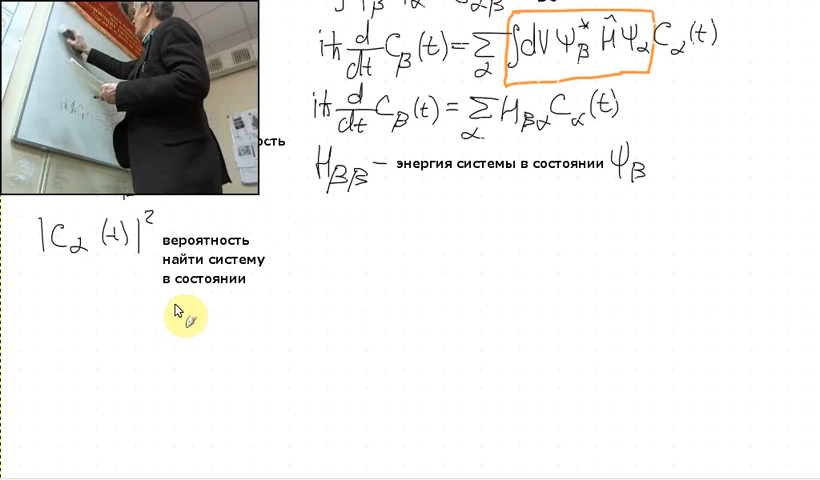 iħ d/dt C_β(t) = Σ_α ∫dV Ψ_β^* Ĥ Ψ_α C_α(t)
iħ d/dt C_β(t) = Σ_α H_βα C_α(t)
H_ββ — энергия системы в состоянии Ψ_β
|C_α (t)|²
вероятность
найти систему
в состоянии